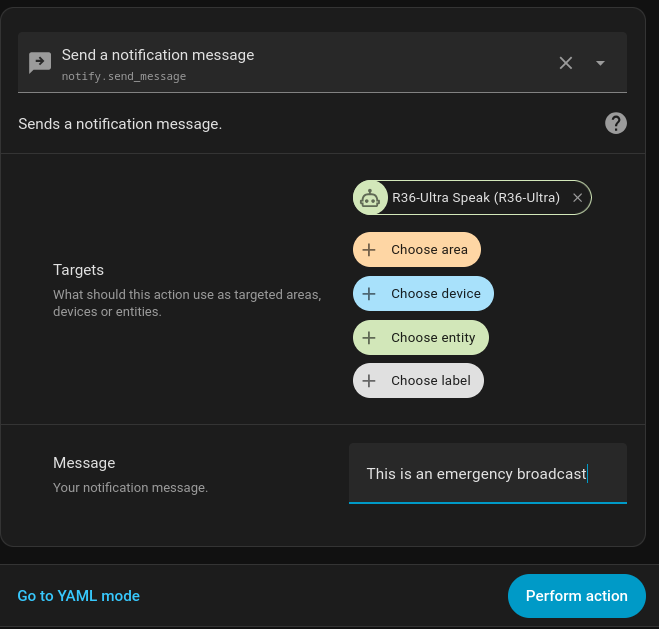 Send a notification message
notify.send_message
Sends a notification message.
?
R36-Ultra Speak (R36-Ultra)
Choose area
Targets
What should this action use as targeted areas,
devices or entities.
Choose device
Choose entity
Choose label
Message
Your notification message.
This is an emergency broadcast
Go to YAML mode
Perform action